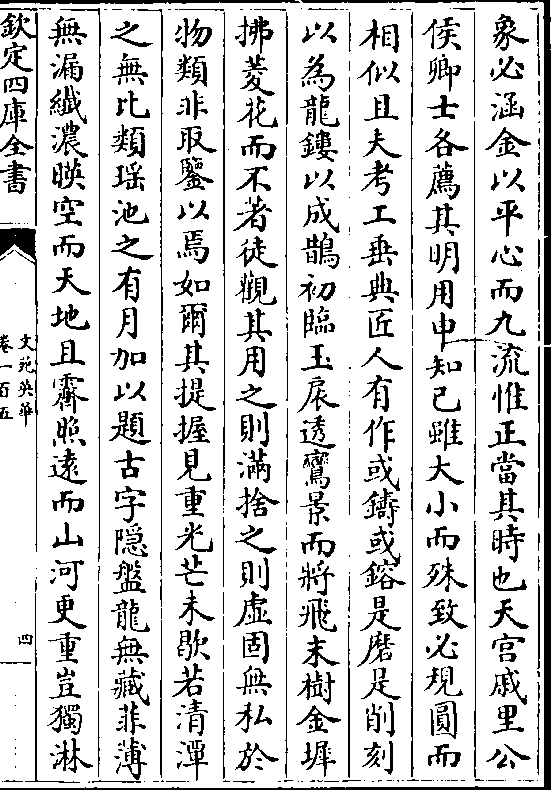 象必涵金以平心而九流惟正當其時也天宫戚里公
侯卿士各薦其明用申知己雖大小而殊致必規圓而
相似且夫考工垂典匠人有作或鑄或鎔是磨是削刻
以為龍鏤以成鵲初臨玉扆透鸞景而將飛末樹金墀
拂菱花而不著徒觀其用之則滿捨之則虚固無私於
物類非取鑒以焉如爾其提握見重光芒未歇若清潭
之無比類瑶池之有月加以題古字隠盤龍無藏菲薄
無漏纖濃暎空而天地且霽照遠而山河更重豈獨淋
欽定四庫全書
文苑英華
卷一百五
四